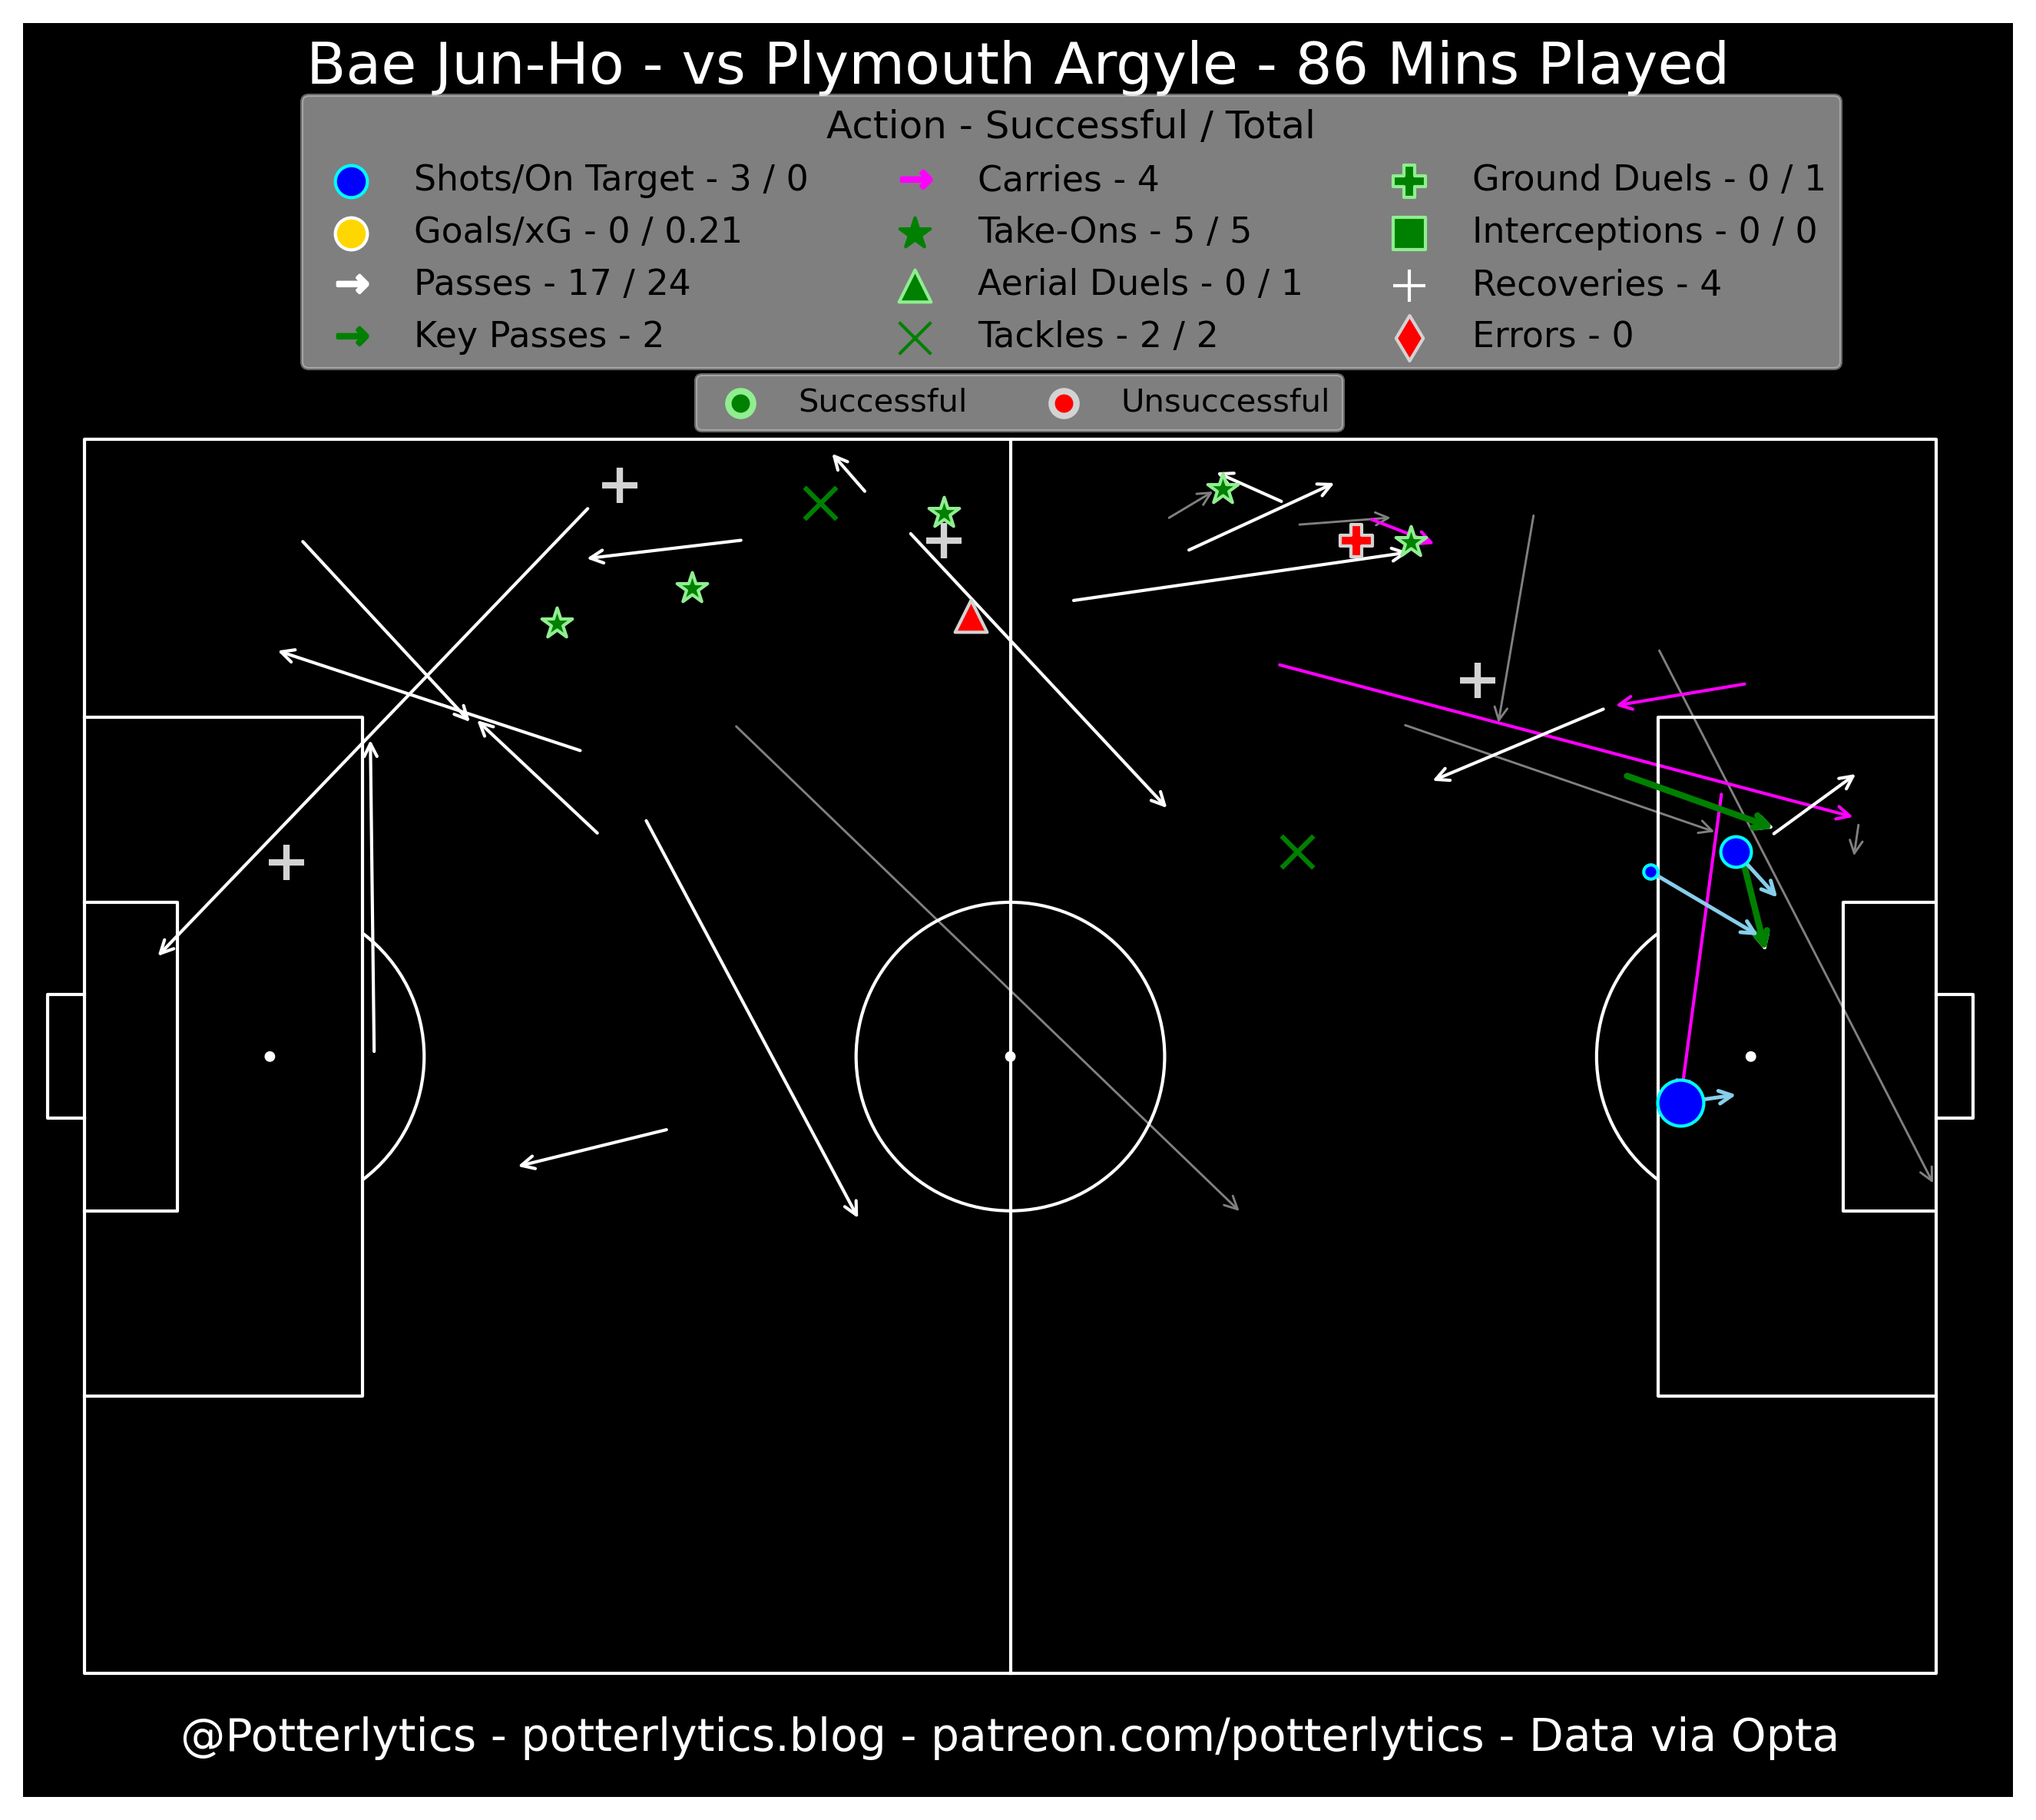 Bae Jun-Ho - vs Plymouth Argyle - 86 Mins Played
Action - Successful / Total
Shots/On Target - 3 / 0
Goals/xG - 0 / 0.21
Passes - 17 / 24
Key Passes - 2
Carries - 4
Take-Ons - 5 / 5
Aerial Duels - 0 / 1
Tackles - 2 / 2
Ground Duels - 0 / 1
Interceptions - 0 / 0
Recoveries - 4
Errors - 0
Successful
Unsuccessful
@Potterlytics - potterlytics.blog - patreon.com/potterlytics - Data via Opta